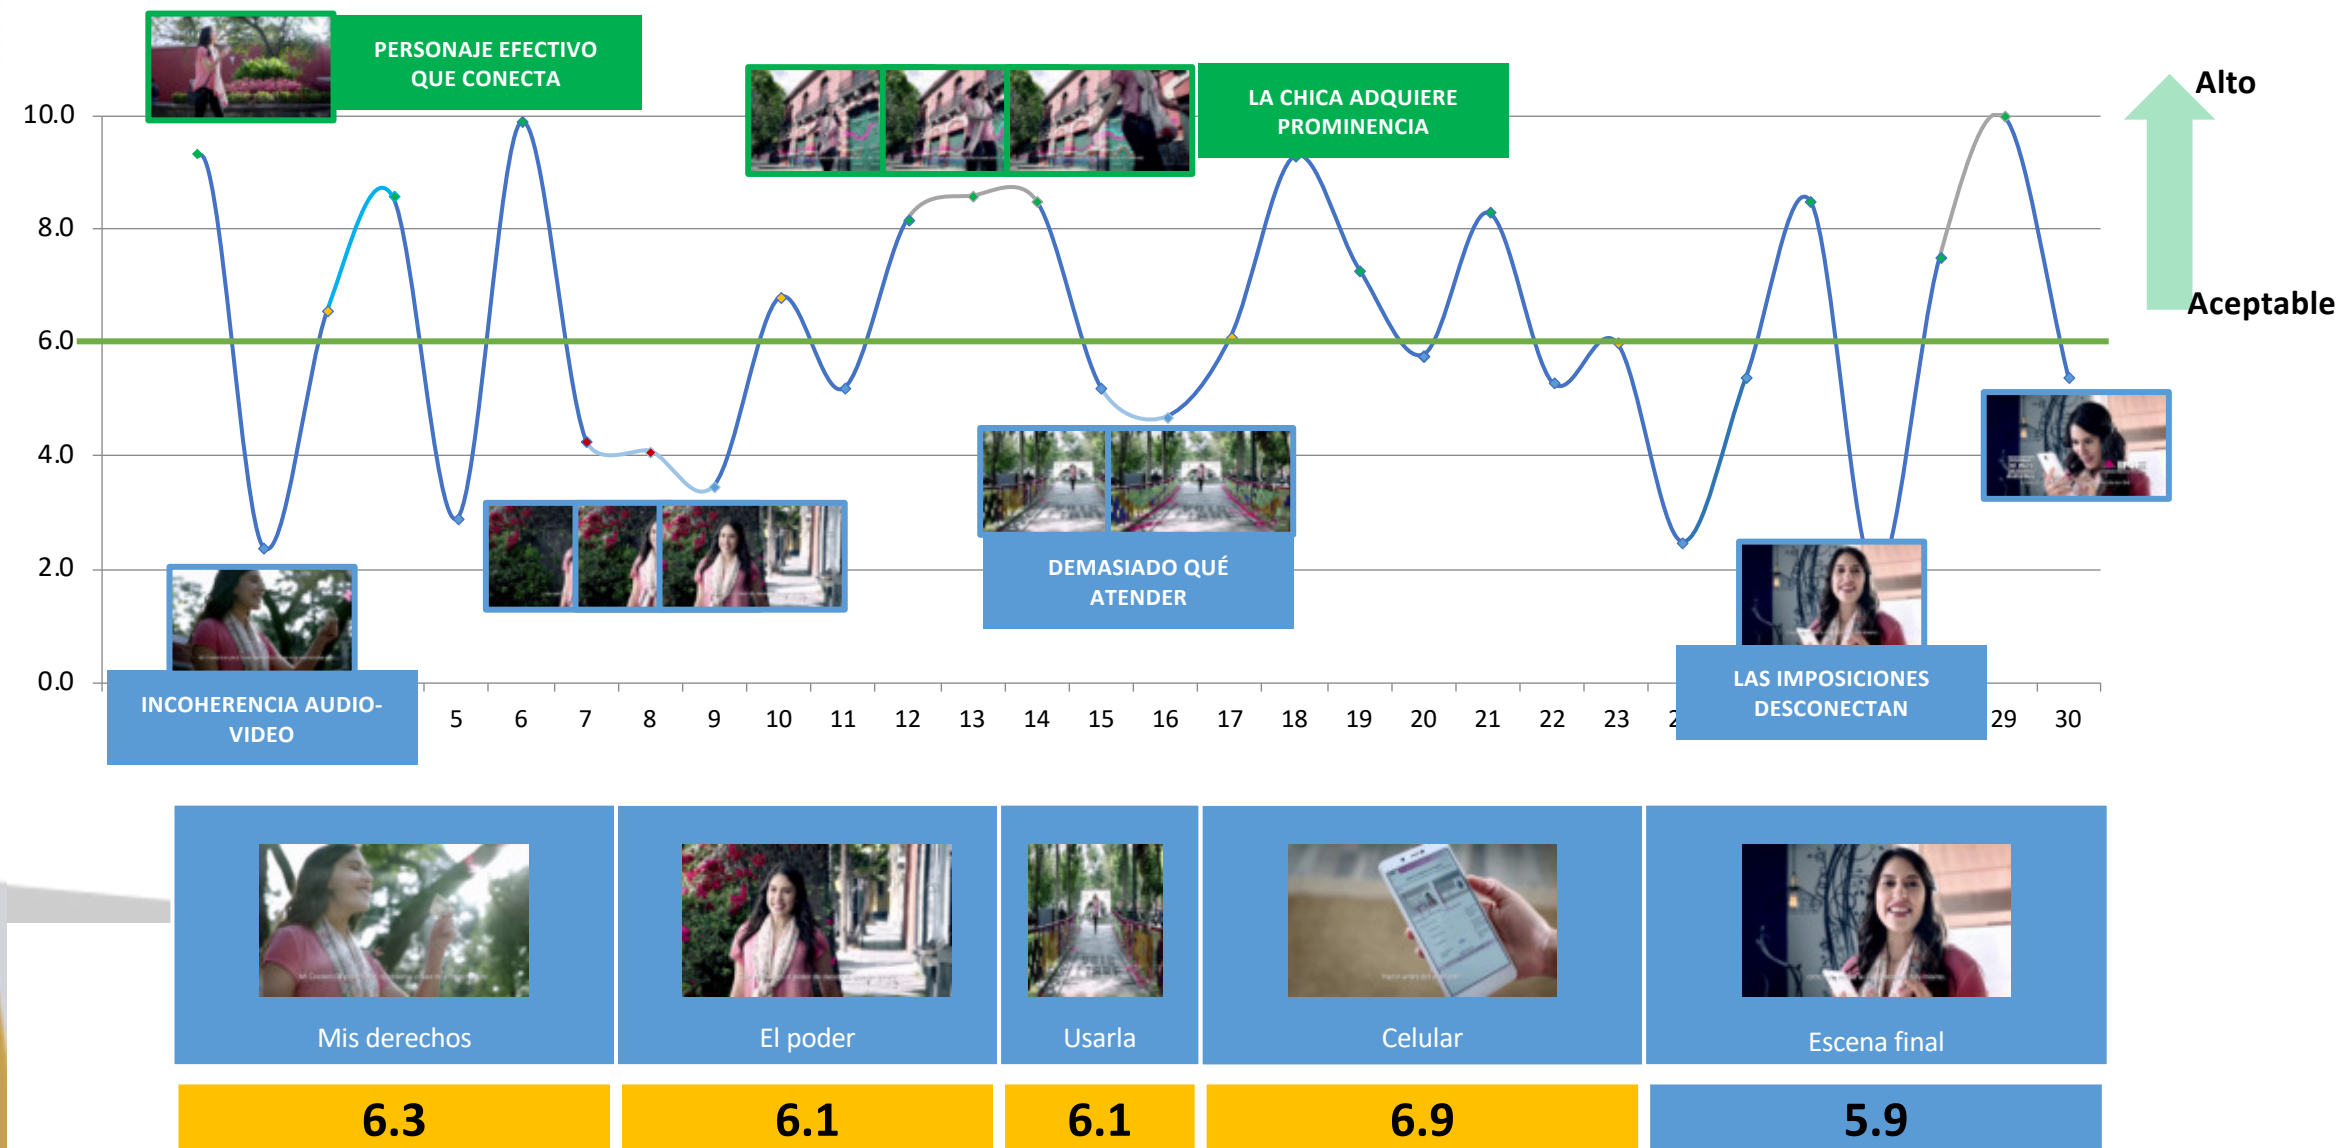 PERSONAJE EFECTIVO
QUE CONECTA
LA CHICA ADQUIERE
PROMINENCIA
Alto
Aceptable
10.0
8.0
6.0
4.0
2.0
0.0
DEMASIADO QUÉ
ATENDER
INCOHERENCIA AUDIO-
VIDEO
LAS IMPOSICIONES
DESCONECTAN
5 6 7 8 9 10 11 12 13 14 15 16 17 18 19 20 21 22 23 29 30
Mis derechos
El poder
Usarla
Celular
Escena final
6.3
6.1
6.1
6.9
5.9